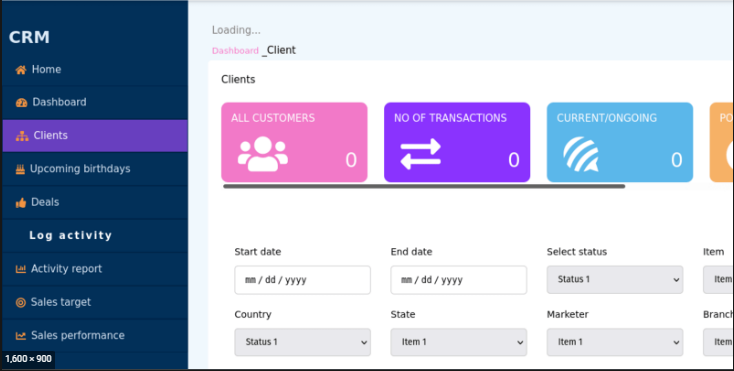 CRM
Home
Dashboard
Clients
Upcoming birthdays
Deals
Log activity
Activity report
Sales target
Sales performance
1,600 × 900
Loading...
Dashboard _Client
Clients
ALL CUSTOMERS
0
NO OF TRANSACTIONS
0
CURRENT/ONGOING
0
PO
Start date
End date
Select status
Item
mm / dd / yyyy
mm / dd / yyyy
Status 1
Item
Country
State
Marketer
Branch
Status 1
Item 1
Item 1
Item